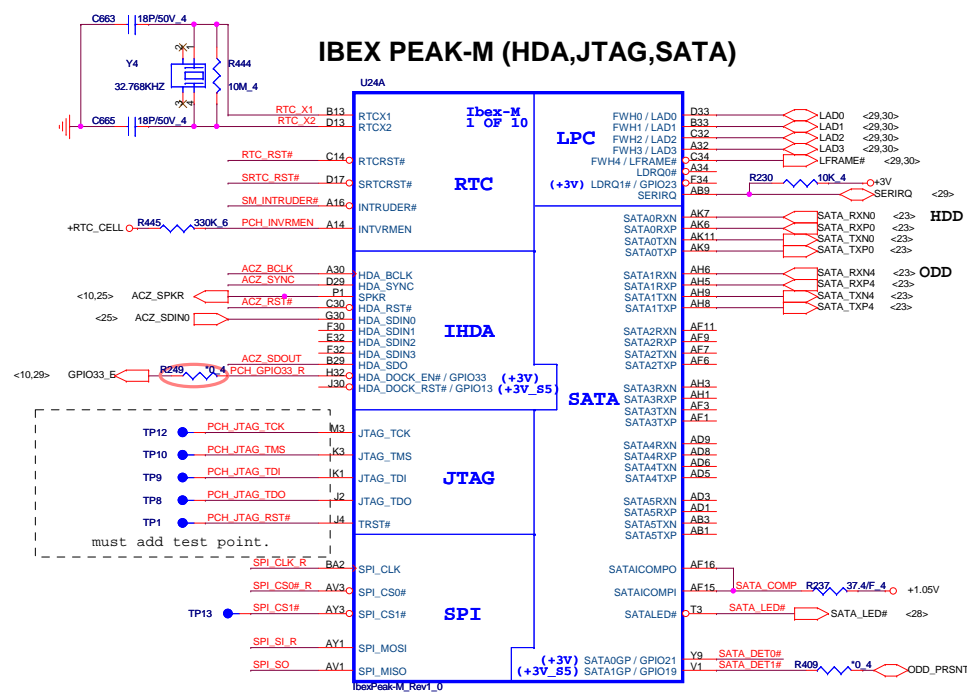 IBEX PEAK-M (HDA,JTAG,SATA)
C663 18P/50V_4
Y4
32.768KHZ
2 1
3 4
R444
10M_4
C665 18P/50V_4
U24A
Ibex-M
1 OF 10
RTC
RTC_X1 B13 RTCX1
RTC_X2 D13 RTCX2
RTC_RST# C14 RTCRST#
SRTC_RST# D17 SRTCRST#
SM_INTRUDER# A16 INTRUDER#
+RTC_CELL R445 330K_6 PCH_INVRMEN A14 INTVRMEN
IHDA
ACZ_BCLK A30 HDA_BCLK
ACZ_SYNC D29 HDA_SYNC
<10,25> ACZ_SPKR P1 SPKR
ACZ_RST# C30 HDA_RST#
<25> ACZ_SDIN0 G30 HDA_SDIN0
F30 HDA_SDIN1
E32 HDA_SDIN2
F32 HDA_SDIN3
ACZ_SDOUT B29 HDA_SDO
<10,29> GPIO33_E R249 *0_4 PCH_GPIO33_R H32 HDA_DOCK_EN# / GPIO33 (+3V)
J30 HDA_DOCK_RST# / GPIO13 (+3V_S5)
JTAG
TP12 PCH_JTAG_TCK M3 JTAG_TCK
TP10 PCH_JTAG_TMS K3 JTAG_TMS
TP9 PCH_JTAG_TDI K1 JTAG_TDI
TP8 PCH_JTAG_TDO J2 JTAG_TDO
TP1 PCH_JTAG_RST# J4 TRST#
must add test point.
SPI
SPI_CLK_R BA2 SPI_CLK
SPI_CS0#_R AV3 SPI_CS0#
TP13 SPI_CS1# AY3 SPI_CS1#
SPI_SI_R AY1 SPI_MOSI
SPI_SO AV1 SPI_MISO
IbexPeak-M_Rev1_0
LPC
FWH0 / LAD0 D33 LAD0 <29,30>
FWH1 / LAD1 B33 LAD1 <29,30>
FWH2 / LAD2 C32 LAD2 <29,30>
FWH3 / LAD3 A32 LAD3 <29,30>
FWH4 / LFRAME# C34 LFRAME# <29,30>
LDRQ0# A34
(+3V) LDRQ1# / GPIO23 F34 R230 10K_4 +3V
SERIRQ AB9 SERIRQ <29>
SATA
SATA0RXN AK7 SATA_RXN0 <23> HDD
SATA0RXP AK6 SATA_RXP0 <23>
SATA0TXN AK11 SATA_TXN0 <23>
SATA0TXP AK9 SATA_TXP0 <23>
SATA1RXN AH6 SATA_RXN4 <23> ODD
SATA1RXP AH5 SATA_RXP4 <23>
SATA1TXN AH9 SATA_TXN4 <23>
SATA1TXP AH8 SATA_TXP4 <23>
SATA2RXN AF11
SATA2RXP AF9
SATA2TXN AF7
SATA2TXP AF6
SATA3RXN AH3
SATA3RXP AH1
SATA3TXN AF3
SATA3TXP AF1
SATA4RXN AD9
SATA4RXP AD8
SATA4TXN AD6
SATA4TXP AD5
SATA5RXN AD3
SATA5RXP AD1
SATA5TXN AB3
SATA5TXP AB1
SATAICOMPO AF16
SATAICOMPI AF15 SATA_COMP R237 37.4/F_4 +1.05V
SATALED# T3 SATA_LED# SATA_LED# <28>
(+3V) SATA0GP / GPIO21 Y9 SATA_DET0#
(+3V_S5) SATA1GP / GPIO19 V1 SATA_DET1# R409 *0_4 ODD_PRSNT